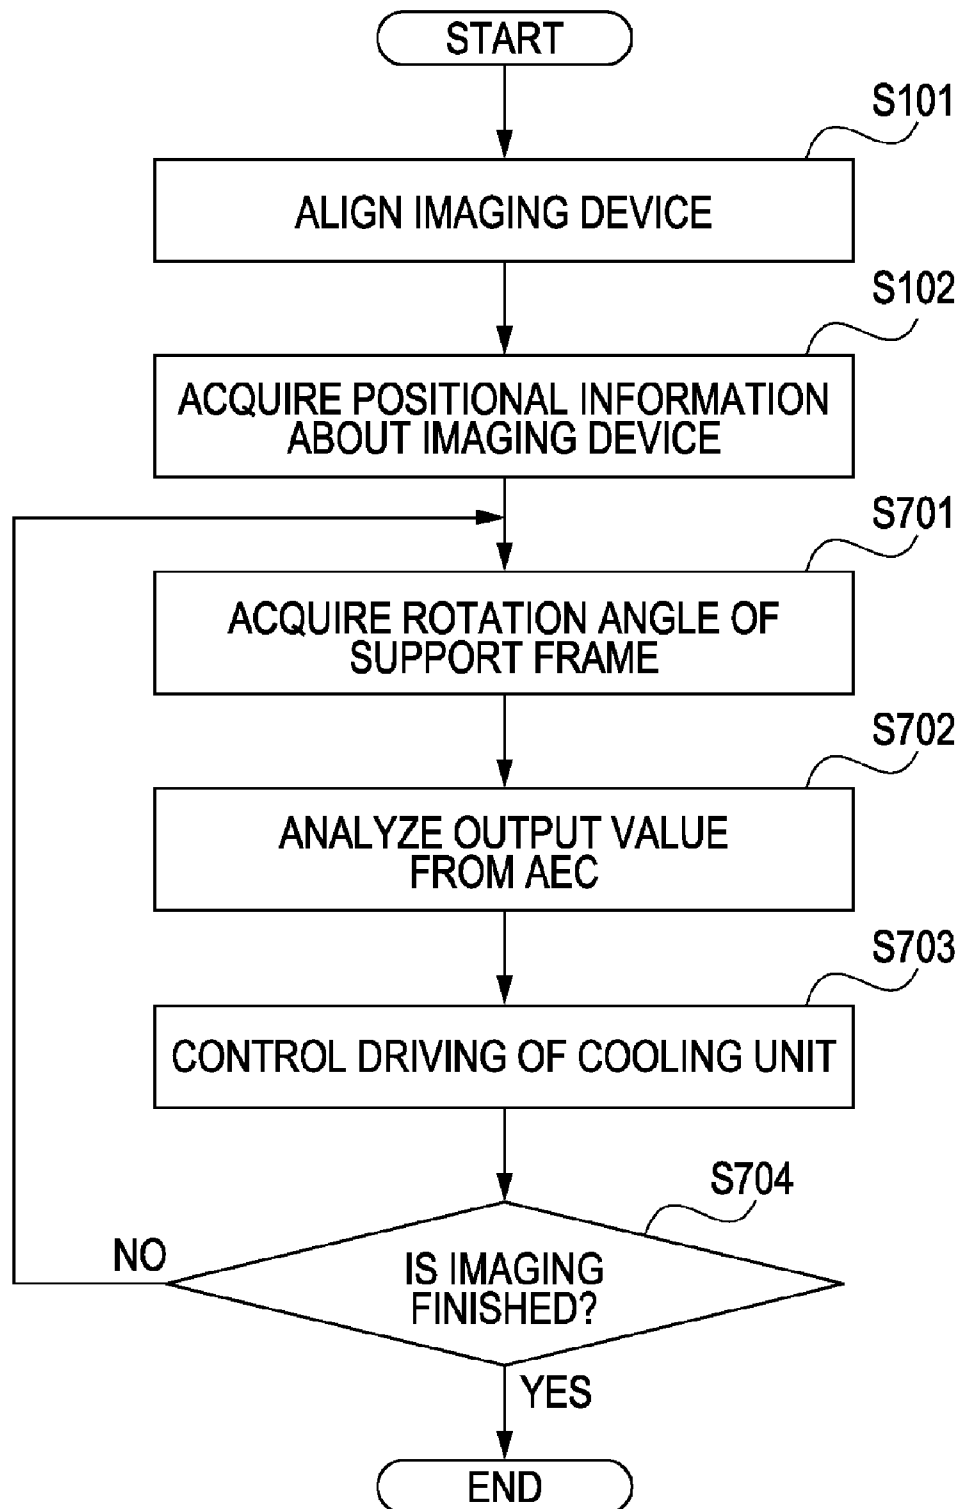 START
S101
ALIGN IMAGING DEVICE
S102
ACQUIRE POSITIONAL INFORMATION
ABOUT IMAGING DEVICE
S701
ACQUIRE ROTATION ANGLE OF
SUPPORT FRAME
S702
ANALYZE OUTPUT VALUE
FROM AEC
S703
CONTROL DRIVING OF COOLING UNIT
S704
NO
IS IMAGING
FINISHED?
YES
END